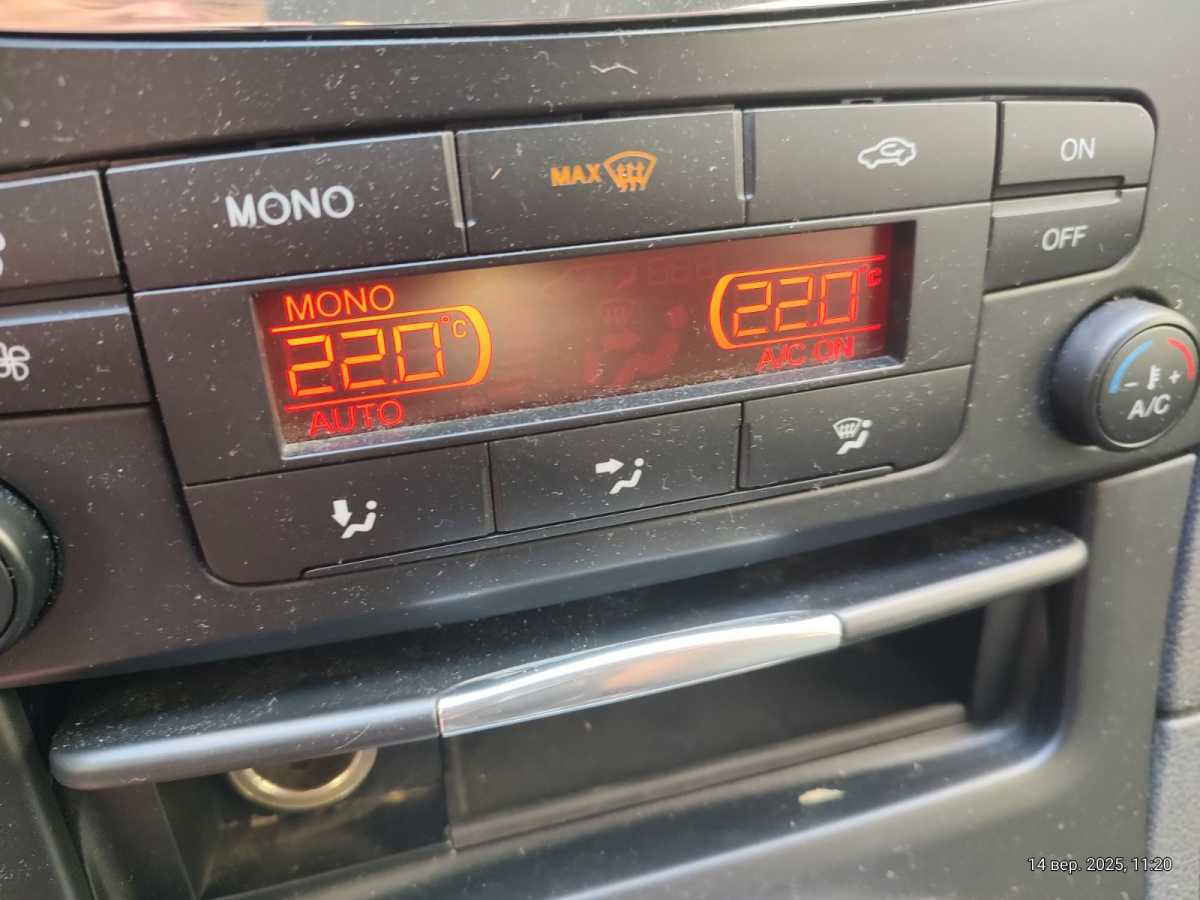 MONO
MAX
ON
OFF
MONO
22.0°C
AUTO
22.0°C
A/C ON
- +
A/C
14 вер. 2025, 11:20